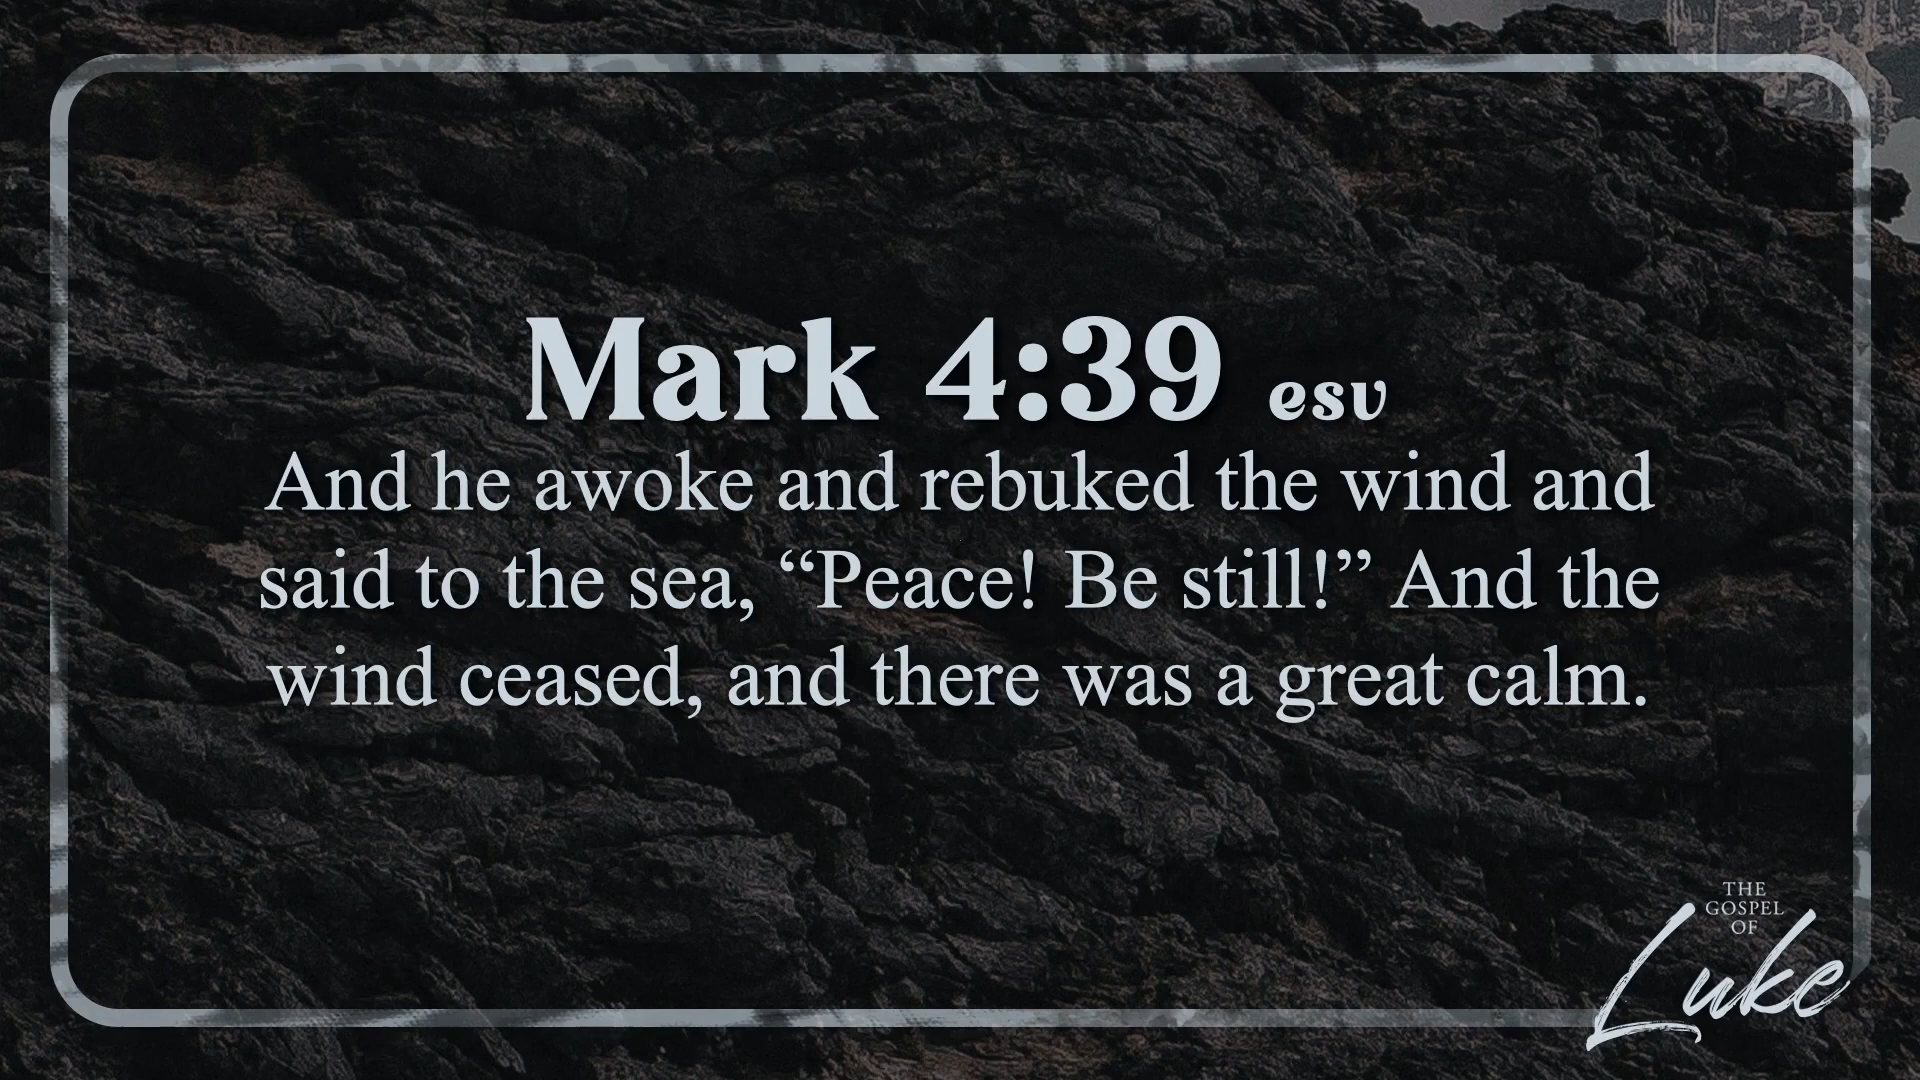 Mark 4:39 esv
And he awoke and rebuked the wind and
said to the sea, “Peace! Be still!” And the
wind ceased, and there was a great calm.
THE
GOSPEL
OF
Luke